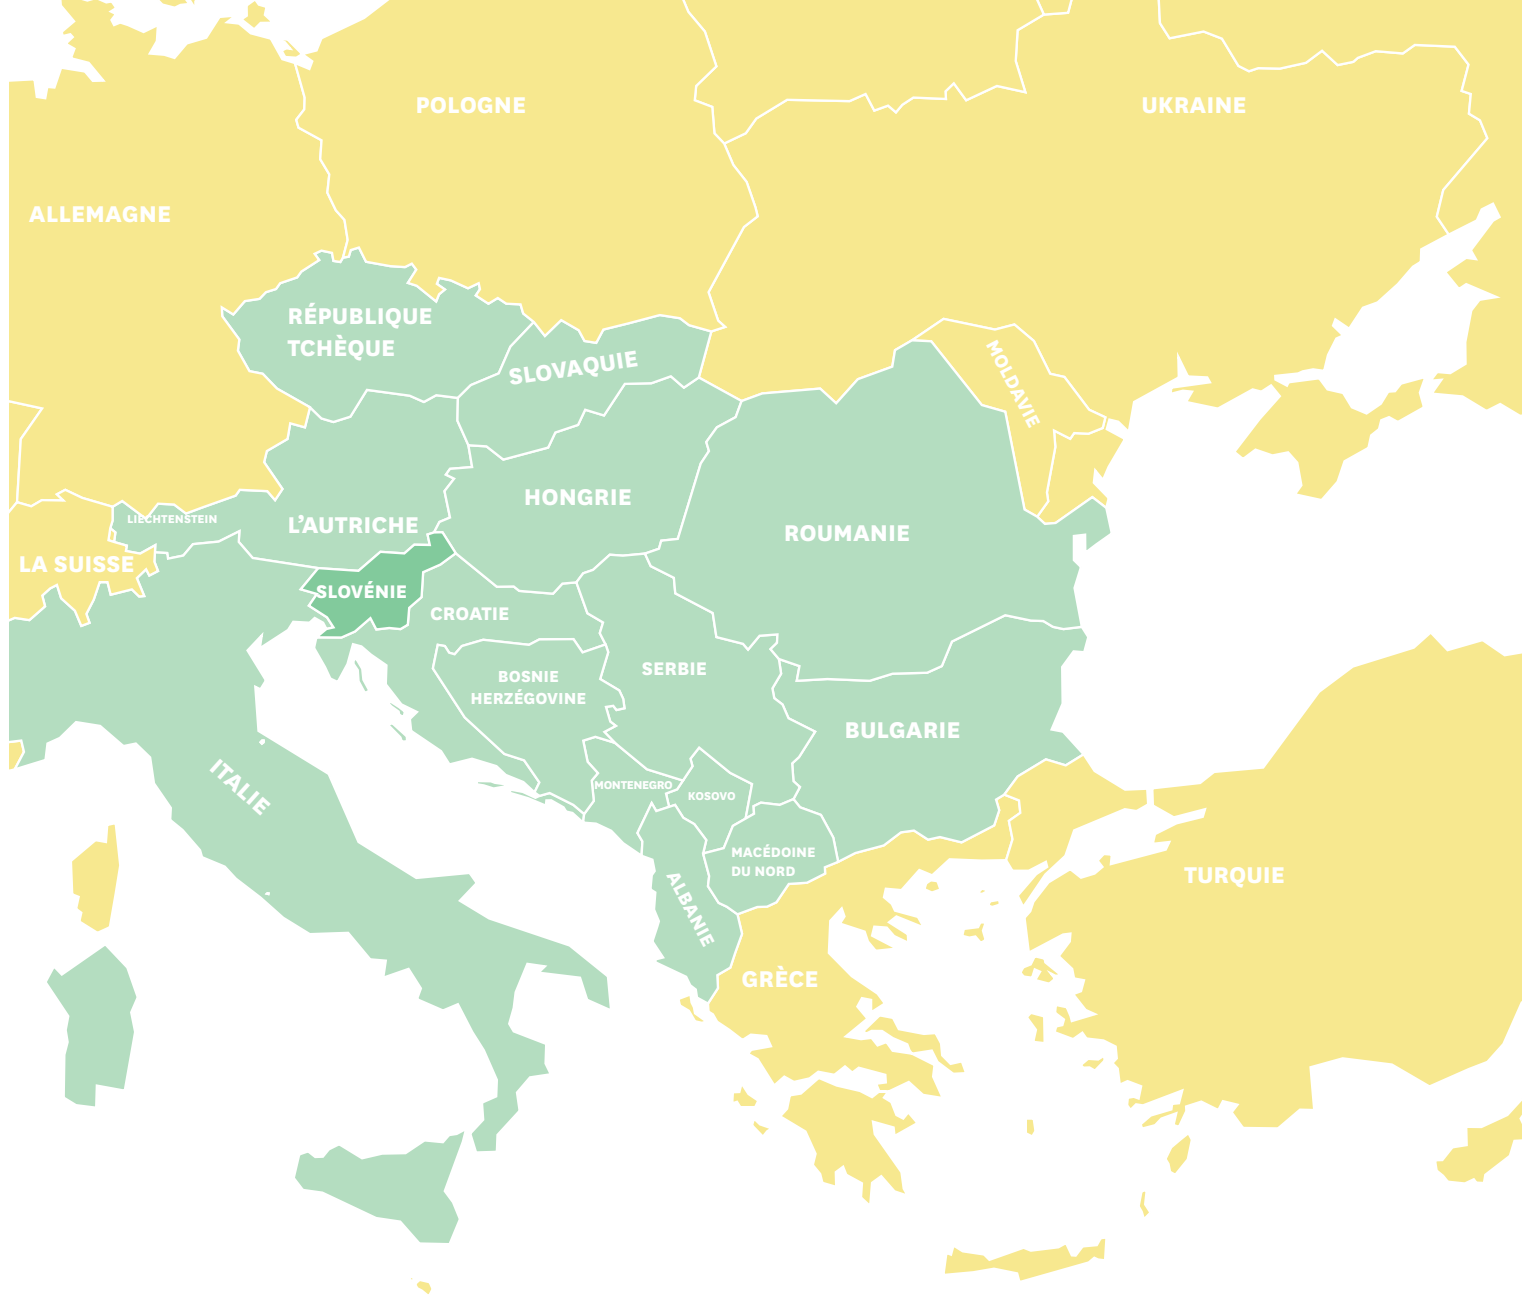 POLOGNE
UKRAINE
ALLEMAGNE
RÉPUBLIQUE
TCHÈQUE
SLOVAQUIE
MOLDAVIE
HONGRIE
LIECHTENSTEIN
L’AUTRICHE
ROUMANIE
LA SUISSE
SLOVÉNIE
CROATIE
SERBIE
BOSNIE
HERZÉGOVINE
BULGARIE
ITALIE
MONTENEGRO
KOSOVO
MACÉDOINE
DU NORD
TURQUIE
ALBANIE
GRÈCE